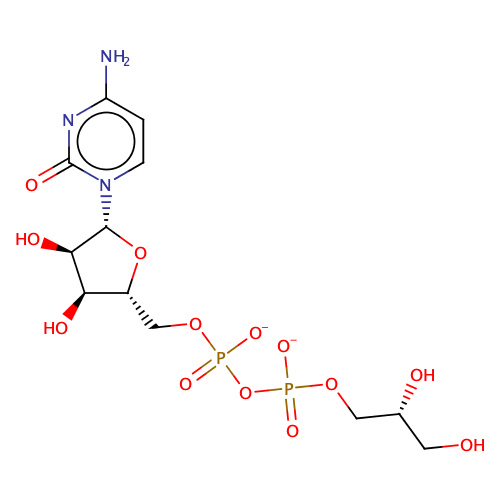 NH₂
N
O N
HO O
HO
O O⁻ O⁻
P O OH
O O P
O OH